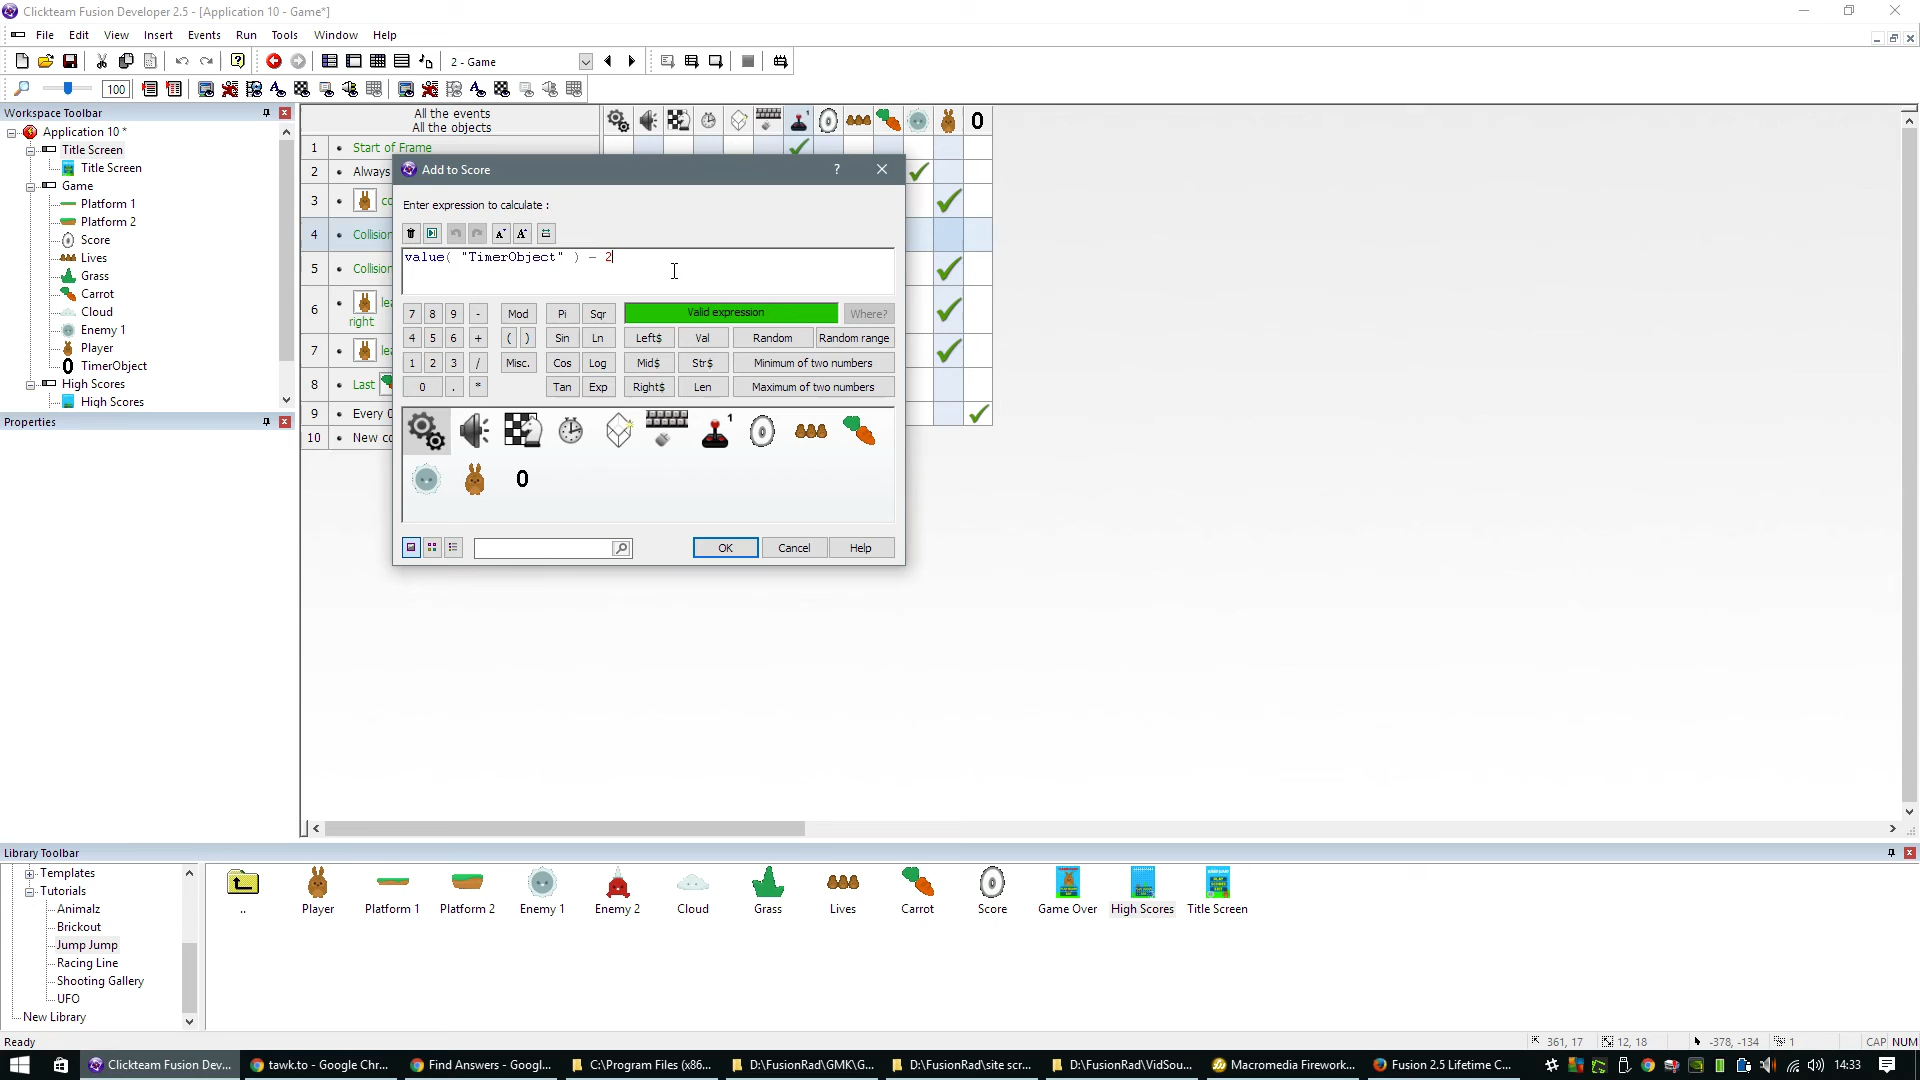 Clickteam Fusion Developer 2.5 - [Application 10 - Game*]
File Edit View Insert Events Run Tools Window Help
2 - Game
100
Workspace Toolbar
Application 10 *
Title Screen
Title Screen
Game
Platform 1
Platform 2
Score
Lives
Grass
Carrot
Cloud
Enemy 1
Player
0 TimerObject
High Scores
High Scores
Properties
All the events
All the objects
0
1 • Start of Frame
2 • Always
3 •
4 • Collision
5 • Collision
6 •
right
7 •
8 • Last
9 • Every 0
10 •
Add to Score
?
Enter expression to calculate :
value( "TimerObject" ) - 2
7 8 9 - Mod Pi Sqr Valid expression Where?
4 5 6 + ( ) Sin Ln Left$ Val Random Random range
1 2 3 / Misc. Cos Log Mid$ Str$ Minimum of two numbers
0 . * Tan Exp Right$ Len Maximum of two numbers
1
0
OK Cancel Help
Library Toolbar
Templates
Tutorials
Animalz
Brickout
Jump Jump
Racing Line
Shooting Gallery
UFO
New Library
.. Player Platform 1 Platform 2 Enemy 1 Enemy 2 Cloud Grass Lives Carrot Score Game Over High Scores Title Screen
Ready
361, 17 12, 18 -378, -134 1 CAP NUM
Clickteam Fusion Dev... tawk.to - Google Chr... Find Answers - Googl... C:\Program Files (x86... D:\FusionRad\GMK\G... D:\FusionRad\site scr... D:\FusionRad\VidSou... Macromedia Firework... Fusion 2.5 Lifetime C... 14:33